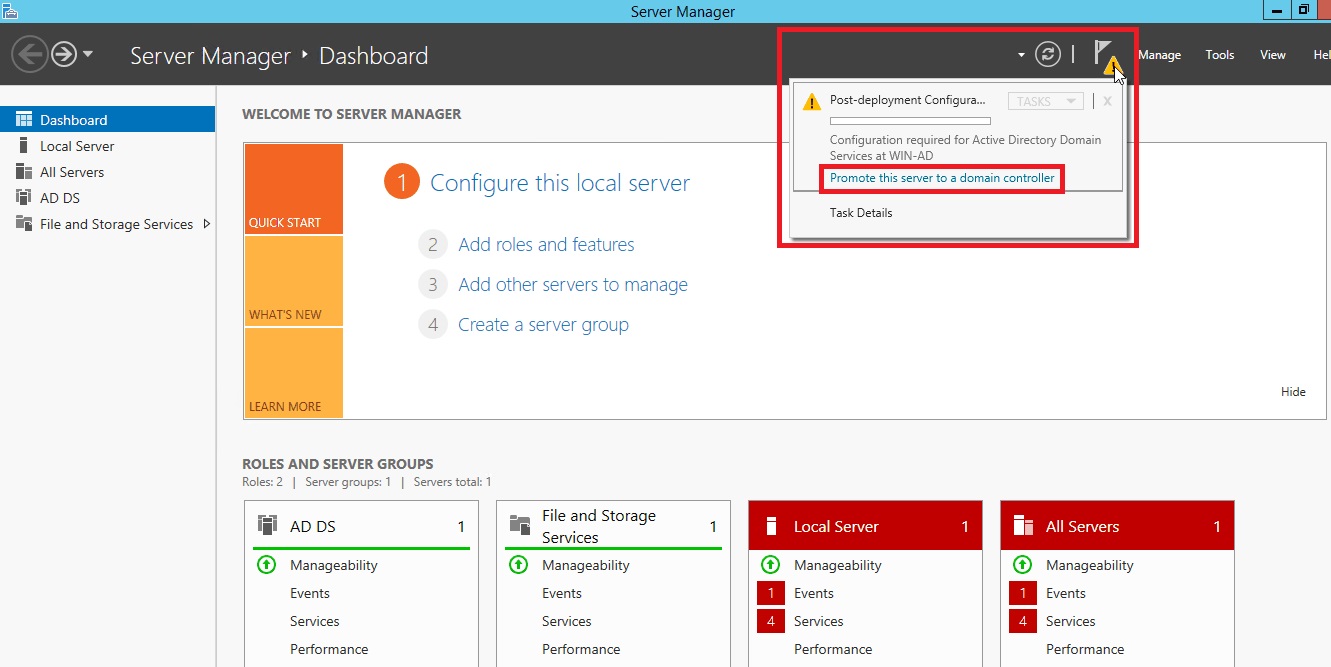 Server Manager
Server Manager ‣ Dashboard
Manage
Tools
View
Hel
Dashboard
Local Server
All Servers
AD DS
File and Storage Services
WELCOME TO SERVER MANAGER
QUICK START
WHAT'S NEW
LEARN MORE
1 Configure this local server
2 Add roles and features
3 Add other servers to manage
4 Create a server group
Hide
Post-deployment Configura...
TASKS
X
Configuration required for Active Directory Domain
Services at WIN-AD
Promote this server to a domain controller
Task Details
ROLES AND SERVER GROUPS
Roles: 2 | Server groups: 1 | Servers total: 1
AD DS 1
Manageability
Events
Services
Performance
File and Storage
Services 1
Manageability
Events
Services
Performance
Local Server 1
Manageability
1 Events
4 Services
Performance
All Servers 1
Manageability
1 Events
4 Services
Performance